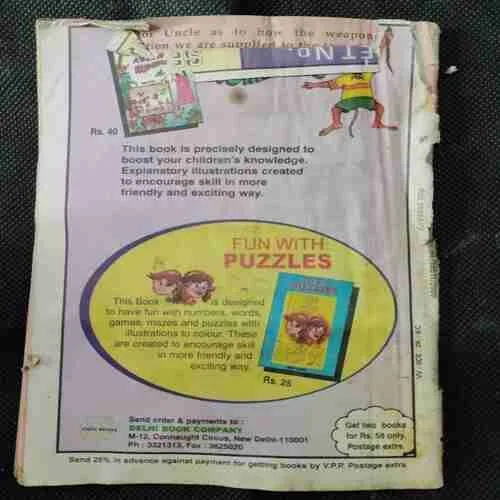 or Uncle as to how the weapon
tion we are supplied to the
ET No.
Rs. 40
This book is precisely designed to
boost your children's knowledge.
Explanatory illustrations created
to encourage skill in more
friendly and exciting way.
FUN WITH
PUZZLES
This Book is designed
to have fun with numbers, words,
games, mazes and puzzles with
illustrations to colour. These
are created to encourage skill
in more friendly and
exciting way.
Rs. 25
Send order & payments to :
DELHI BOOK COMPANY
M-12, Connaught Circus, New Delhi-110001
Ph : 3321313, Fax : 3625020
Get two books
for Rs. 58 only.
Postage extra.
Send 25% in advance against payment for getting books by V.P.P. Postage extra.